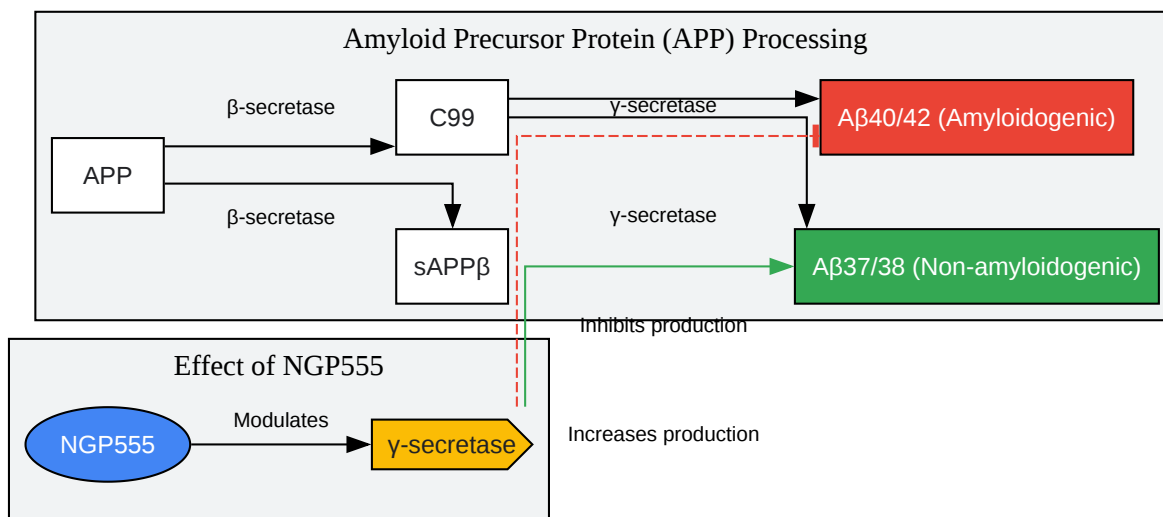 Amyloid Precursor Protein (APP) Processing
β-secretase
C99
γ-secretase
Aβ40/42 (Amyloidogenic)
APP
β-secretase
γ-secretase
sAPPβ
Aβ37/38 (Non-amyloidogenic)
Inhibits production
Effect of NGP555
Modulates
NGP555
γ-secretase
Increases production